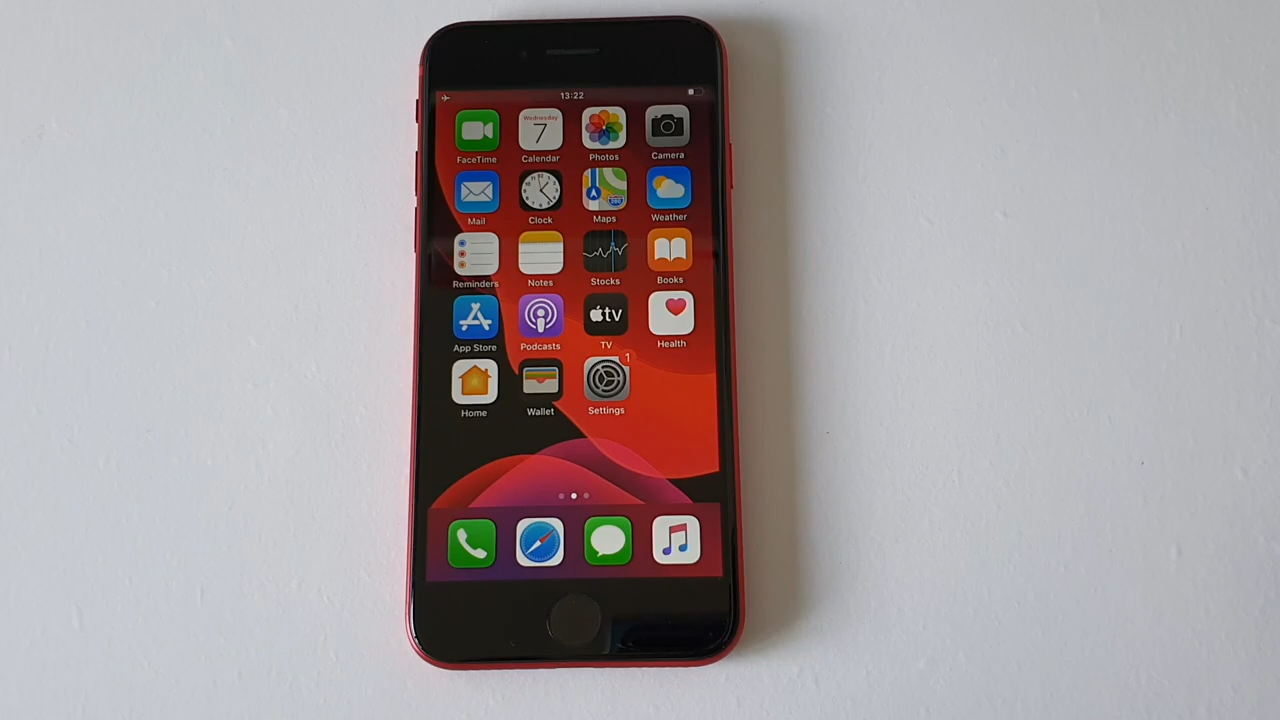 13:22
Wednesday
7
FaceTime Calendar Photos Camera
Mail Clock Maps Weather
Reminders Notes Stocks Books
tv
App Store Podcasts TV Health
1
Home Wallet Settings